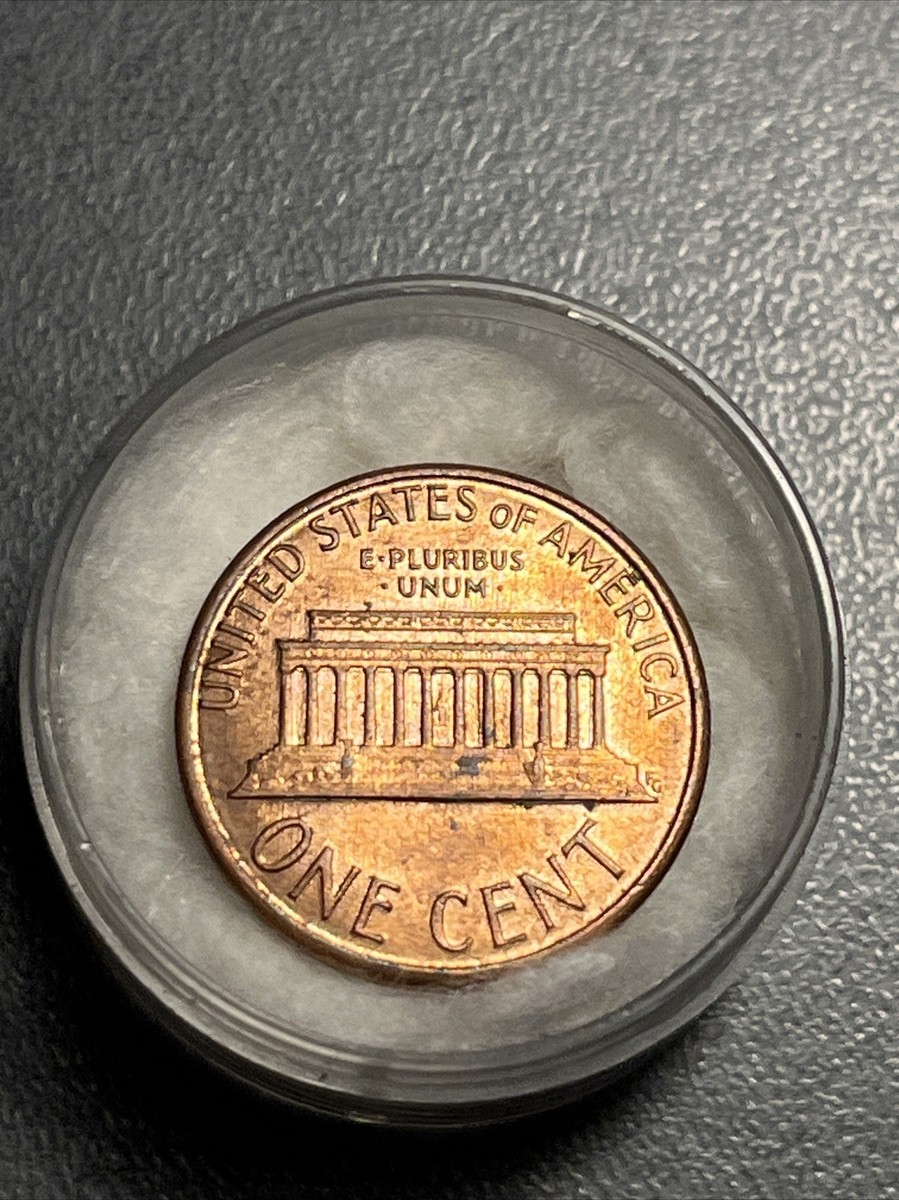 UNITED STATES OF AMERICA
E·PLURIBUS
·UNUM·
ONE CENT